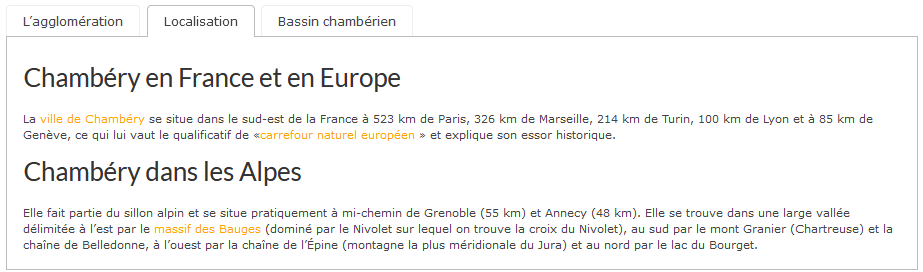 L’agglomération Localisation Bassin chambérien
Chambéry en France et en Europe
La ville de Chambéry se situe dans le sud-est de la France à 523 km de Paris, 326 km de Marseille, 214 km de Turin, 100 km de Lyon et à 85 km de
Genève, ce qui lui vaut le qualificatif de «carrefour naturel européen » et explique son essor historique.
Chambéry dans les Alpes
Elle fait partie du sillon alpin et se situe pratiquement à mi-chemin de Grenoble (55 km) et Annecy (48 km). Elle se trouve dans une large vallée
délimitée à l’est par le massif des Bauges (dominé par le Nivolet sur lequel on trouve la croix du Nivolet), au sud par le mont Granier (Chartreuse) et la
chaîne de Belledonne, à l’ouest par la chaîne de l’Épine (montagne la plus méridionale du Jura) et au nord par le lac du Bourget.